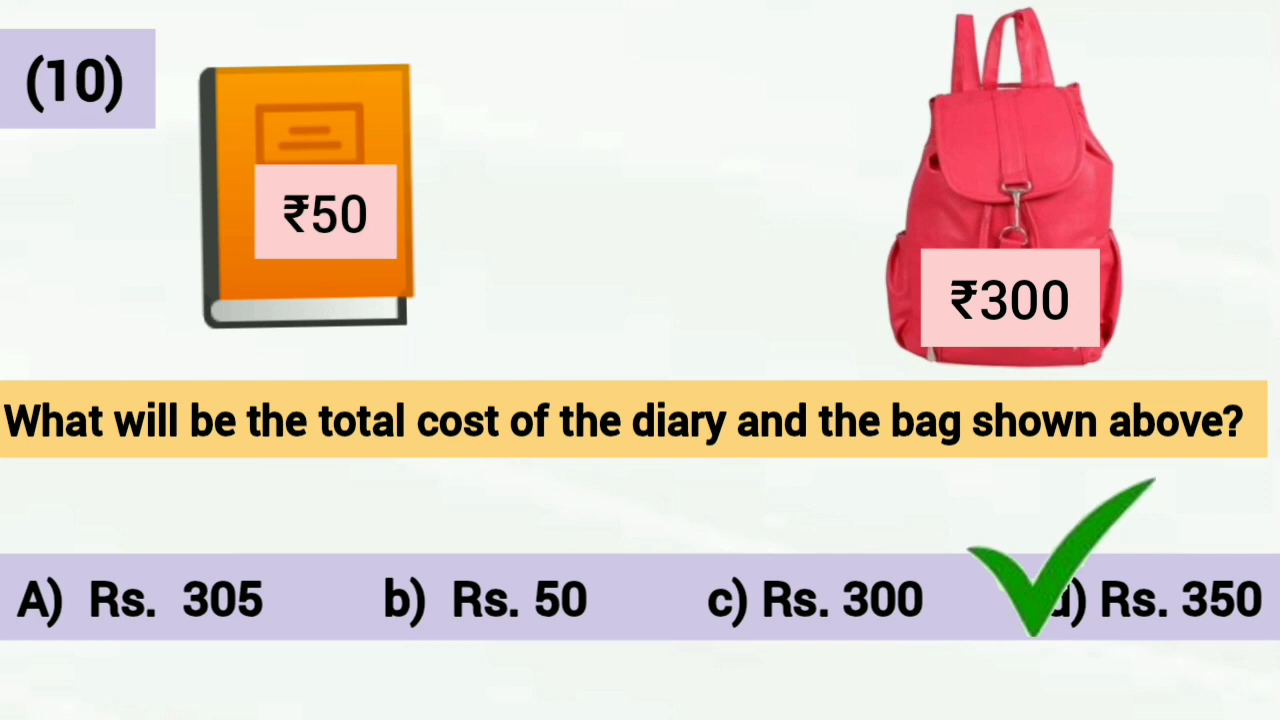 (10)
₹50
₹300
What will be the total cost of the diary and the bag shown above?
A) Rs. 305 b) Rs. 50 c) Rs. 300 d) Rs. 350